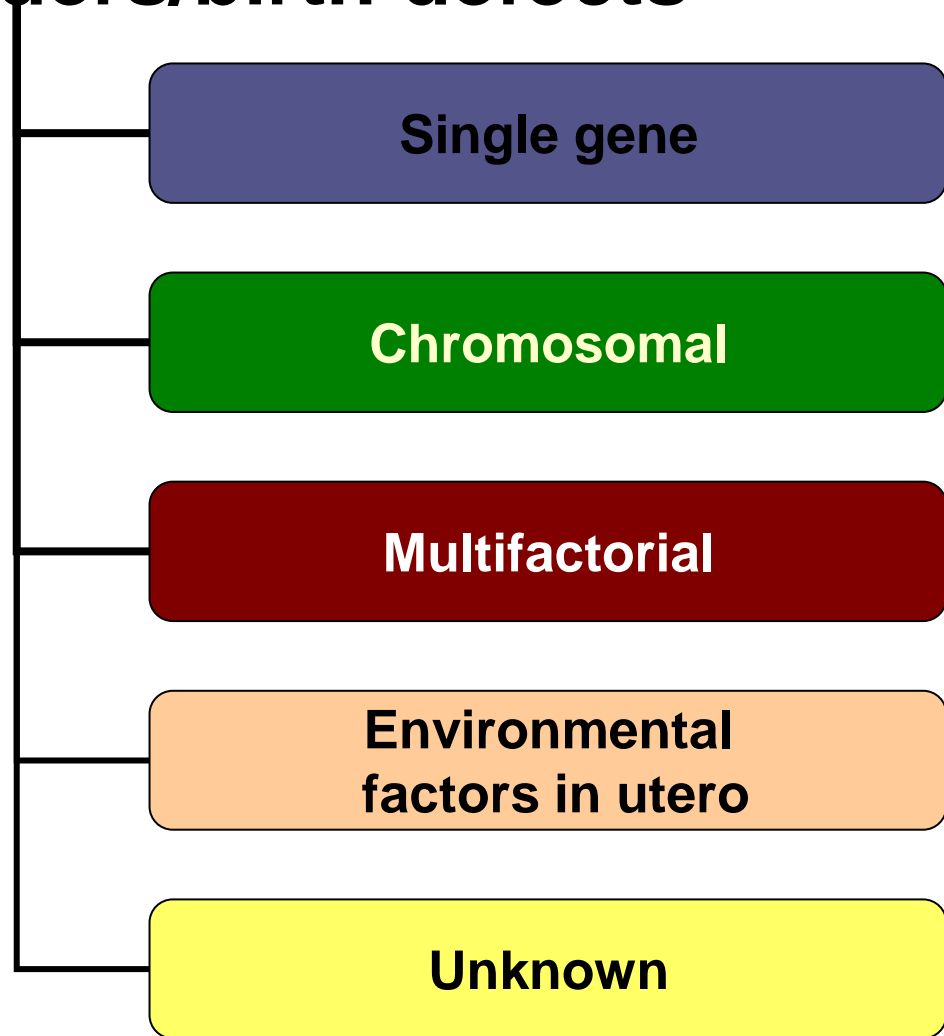 Single gene
Chromosomal
Multifactorial
Environmental
factors in utero
Unknown